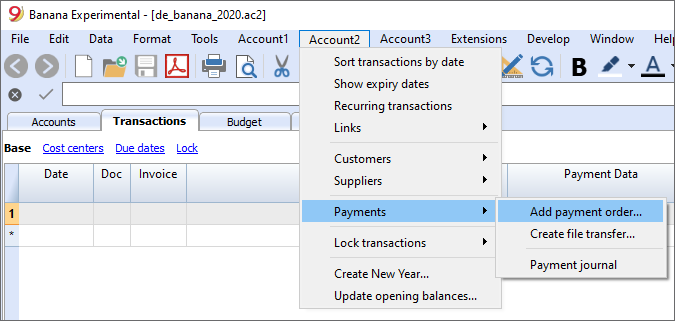 Banana Experimental - [de_banana_2020.ac2]
File Edit Data Format Tools Account1 Account2 Account3 Extensions Develop Window Help
B A
Accounts Transactions Budget
Base Cost centers Due dates Lock
Date Doc Invoice Payment Data
1
*
Sort transactions by date
Show expiry dates
Recurring transactions
Links
Customers
Suppliers
Payments
Lock transactions
Create New Year...
Update opening balances...
Add payment order...
Create file transfer...
Payment journal